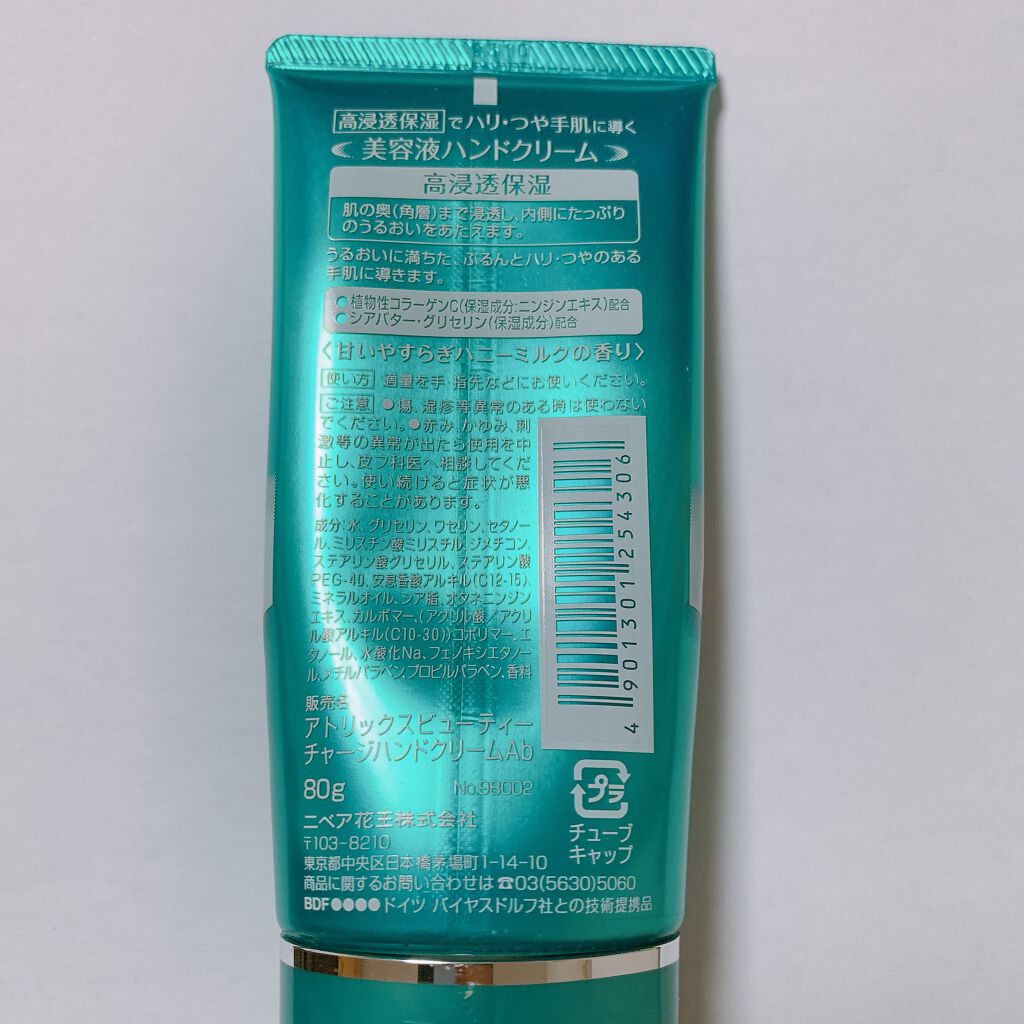 高浸透保湿でハリ・つや手肌に導く
美容液ハンドクリーム
高浸透保湿
肌の奥(角層)まで浸透し、内側にたっぷり
のうるおいをあたえます。
うるおいに満ちた、ぷるんとハリ・つやのある
手肌に導きます。
●植物性コラーゲンC(保湿成分:ニンジンエキス)配合
●シアバター・グリセリン(保湿成分)配合
〈甘いやすらぎハニーミルクの香り〉
使い方 適量を手・指先などにお使いください。
ご注意 ●傷、湿疹等異常のある時は使わない
でください。●赤み、かゆみ、刺
激等の異常が出たら使用を中
止し、皮フ科医へ相談してくだ
さい。使い続けると症状が悪
化することがあります。
成分:水、グリセリン、ワセリン、セタノー
ル、ミリスチン酸ミリスチル、ジメチコン、
ステアリン酸グリセリル、ステアリン酸
PEG-40、安息香酸アルキル(C12-15)、
ミネラルオイル、シア脂、オタネニンジン
エキス、カルボマー、(アクリル酸/アクリ
ル酸アルキル(C10-30))コポリマー、エ
タノール、水酸化Na、フェノキシエタノー
ル、メチルパラベン、プロピルパラベン、香料
4901301254306
販売名
アトリックスビューティー
チャージハンドクリームAb
80g No.98002
プラ
チューブ
キャップ
ニベア花王株式会社
〒103-8210
東京都中央区日本橋茅場町1-14-10
商品に関するお問い合わせは☎03(5630)5060
BDF●●●●ドイツ バイヤスドルフ社との技術提携品